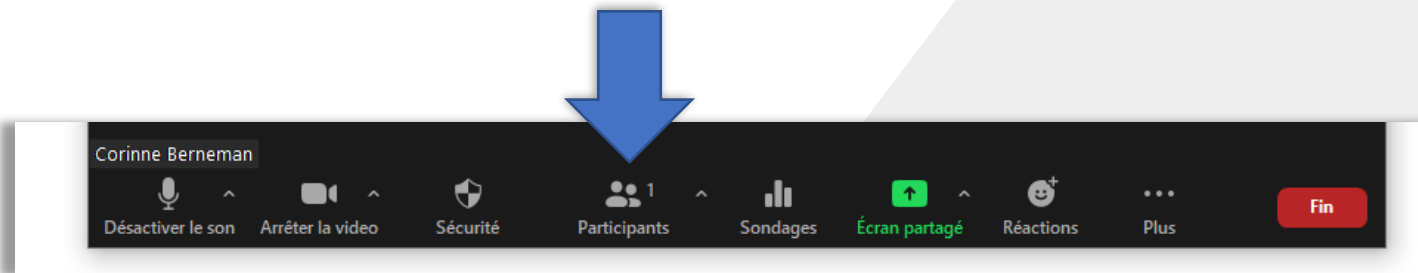 Corinne Berneman
1
Désactiver le son Arrêter la video Sécurité Participants Sondages Écran partagé Réactions Plus Fin